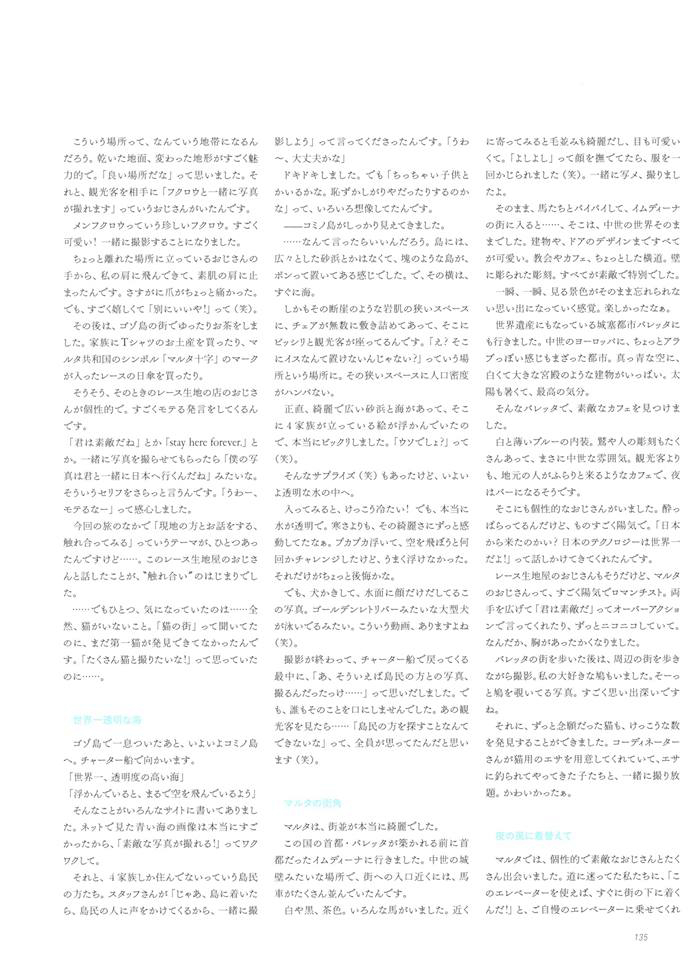 こういう場所って、なんていう地帯になるん
だろう。乾いた地面、変わった地形がすごく魅
力的で。「良い場所だな」って思いました。そ
れと、観光客を相手に「フクロウと一緒に写真
が撮れます」っていうおじさんがいたんです。
メンフクロウっていう珍しいフクロウ。すごく
可愛い! 一緒に撮影することになりました。
ちょっと離れた場所に立っているおじさんの
手から、私の肩に飛んできて、素肌の肩に止
まったんです。さすがに爪がちょっと痛かった。
でも、すごく嬉しくて「別にいいや!」って(笑)。
その後は、ゴゾ島の街でゆったりお茶をしま
した。家族にTシャツのお土産を買ったり、マ
ルタ共和国のシンボル「マルタ十字」のマーク
が入ったレースの日傘を買ったり。
そうそう、そのときのレース生地の店のおじさ
んが個性的で。すごくモテる発言をしてくるん
です。
「君は素敵だね」とか「stay here forever.」と
か。一緒に写真を撮らせてもらったら「僕の写
真は君と一緒に日本へ行くんだね」みたいな。
そういうセリフをさらっと言うんです。「うわー、
モテるなー」って感心しました。
今回の旅のなかで「現地の方とお話をする、
触れ合ってみる」っていうテーマが、ひとつあっ
たんですけど……。このレース生地屋のおじさ
んと話したことが、“触れ合い”のはじまりでし
た。
……でもひとつ、気になっていたのは……全
然、猫がいないこと。「猫の街」って聞いてた
のに、まだ第一猫が発見できてなかったんで
す。「たくさん猫と撮りたいな!」って思っていた
のに……。
世界一透明な海
ゴゾ島で一息ついたあと、いよいよコミノ島
へ。チャーター船で向かいます。
「世界一、透明度の高い海」
「浮かんでいると、まるで空を飛んでいるよう」
そんなことがいろんなサイトに書いてありまし
た。ネットで見た青い海の画像は本当にすご
かったから、「素敵な写真が撮れる!」ってワク
ワクして。
それと、4家族しか住んでないっていう島民
の方たち。スタッフさんが「じゃあ、島に着いた
ら、島民の人に声をかけてくるから、一緒に撮
影しよう」って言ってくださったんです。「うわ
〜、大丈夫かな」
ドキドキしました。でも「ちっちゃい子供と
かいるかな。恥ずかしがりやだったりするのか
な」って、いろいろ想像してたんです。
――コミノ島がしっかり見えてきました。
……なんて言ったらいいんだろう。島には、
広々とした砂浜とかはなくて、塊のような島が、
ポンって置いてある感じでした。で、その横は、
すぐに海。
しかもその断崖のような岩肌の狭いスペース
に、チェアが無数に敷き詰めてあって、そこに
ビッシリと観光客が座ってるんです。「え? そこ
にイスなんて置けないんじゃない?」っていう場
所という場所に。その狭いスペースに人口密度
がハンパない。
正直、綺麗で広い砂浜と海があって、そこ
に4家族が立っている絵が浮かんでいたの
で、本当にビックリしました。「ウソでしょ?」って
(笑)。
そんなサプライズ(笑)もあったけど、いよい
よ透明な水の中へ。
入ってみると、けっこう冷たい! でも、本当に
水が透明で。寒さよりも、その綺麗さにずっと感
動してたなぁ。プカプカ浮いて、空を飛ぼうと何
回かチャレンジしたけど、うまく浮けなかった。
それだけがちょっと後悔かな。
でも、犬かきして、水面に顔だけだしてるこ
の写真。ゴールデンレトリバーみたいな大型犬
が泳いでるみたい。こういう動画、ありますよね
(笑)。
撮影が終わって、チャーター船で戻ってくる
最中に、「あ、そういえば島民の方との写真、
撮るんだったっけ……」って思いだしました。で
も、誰もそのことを口にしませんでした。あの観
光客を見たら……「島民の方を探すことなんて
できないな」って、全員が思ってたんだと思い
ます(笑)。
マルタの街角
マルタは、街並が本当に綺麗でした。
この国の首都・バレッタが築かれる前に首
都だったイムディーナに行きました。中世の城
壁みたいな場所で、街への入口近くには、馬
車がたくさん並んでいたんです。
白や黒、茶色。いろんな馬がいました。近く
に寄ってみると毛並みも綺麗だし、目も可愛い
くて。「よしよし」って顔を撫でてたら、服を一
回かじられました(笑)。一緒に写メ、撮りまし
たよ。
そのまま、馬たちとバイバイして、イムディーナ
の街に入ると……、そこは、中世の世界そのま
までした。建物や、ドアのデザインまですべて
が可愛い。教会やカフェ、ちょっとした横道。壁
に彫られた彫刻。すべてが素敵で特別でした。
一瞬、一瞬、見る景色がそのまま忘れられな
い思い出になっていく感覚。楽しかったなぁ。
世界遺産にもなっている城塞都市バレッタに
も行きました。中世のヨーロッパに、ちょっとアラ
ブっぽい感じもまざった都市。真っ青な空に、
白くて大きな宮殿のような建物がいっぱい。太
陽も暑くて、最高の気分。
そんなバレッタで、素敵なカフェを見つけま
した。
白と薄いブルーの内装。鷲や人の彫刻もたく
さんあって、まさに中世な雰囲気。観光客より
も、地元の人がふらりと来るようなカフェで、夜
はバーになるそうです。
そこにも個性的なおじさんがいました。酔っ
ぱらってるんだけど、ものすごく陽気で。「日本
から来たのかい? 日本のテクノロジーは世界一
だよ!」って話しかけてきてくれたんです。
レース生地屋のおじさんもそうだけど、マルタ
のおじさんって、すごく陽気でロマンチスト。両
手を広げて「君は素敵だ」ってオーバーアクショ
ンで言ってくれたり、ずっとニコニコしていて。
なんだか、胸があったかくなりました。
バレッタの街を歩いた後は、周辺の街を歩き
ながら撮影。私の大好きな鳩もいました。そーっ
と鳩を覗いてる写真。すごく思い出深いです
ね。
それに、ずっと念願だった猫も、けっこうな数
を発見することができました。コーディネーター
さんが猫用のエサを用意してくれていて、エサ
に釣られてやってきた子たちと、一緒に撮り放
題。かわいかったぁ。
夜の風に着替えて
マルタでは、個性的で素敵なおじさんとたく
さん出会いました。道に迷ってた私たちに、「こ
のエレベーターを使えば、すぐに街の下に着く
んだ!」と、ご自慢のエレベーターに乗せてくれ
135